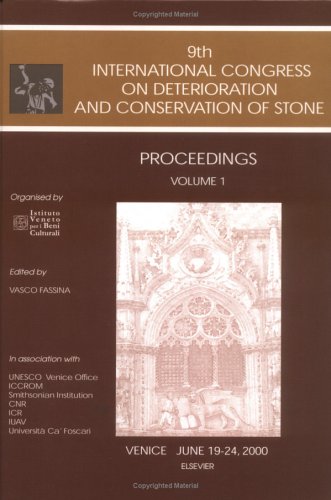 9th
INTERNATIONAL CONGRESS
ON DETERIORATION
AND CONSERVATION OF STONE
PROCEEDINGS
VOLUME 1
Organised by
Istituto
Veneto
per i Beni
Culturali
Edited by
VASCO FASSINA
In association with
UNESCO Venice Office
ICCROM
Smithsonian Institution
CNR
ICR
IUAV
Università Ca' Foscari
VENICE JUNE 19-24, 2000
ELSEVIER